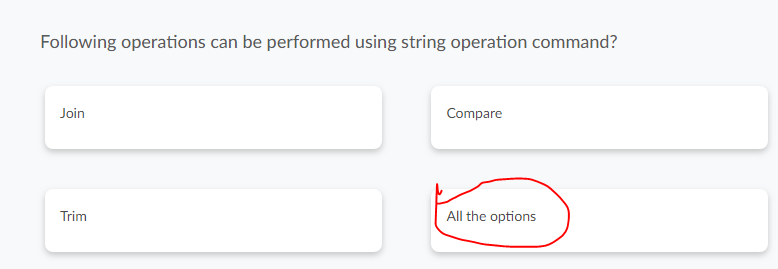 Following operations can be performed using string operation command?
Join
Compare
Trim
All the options